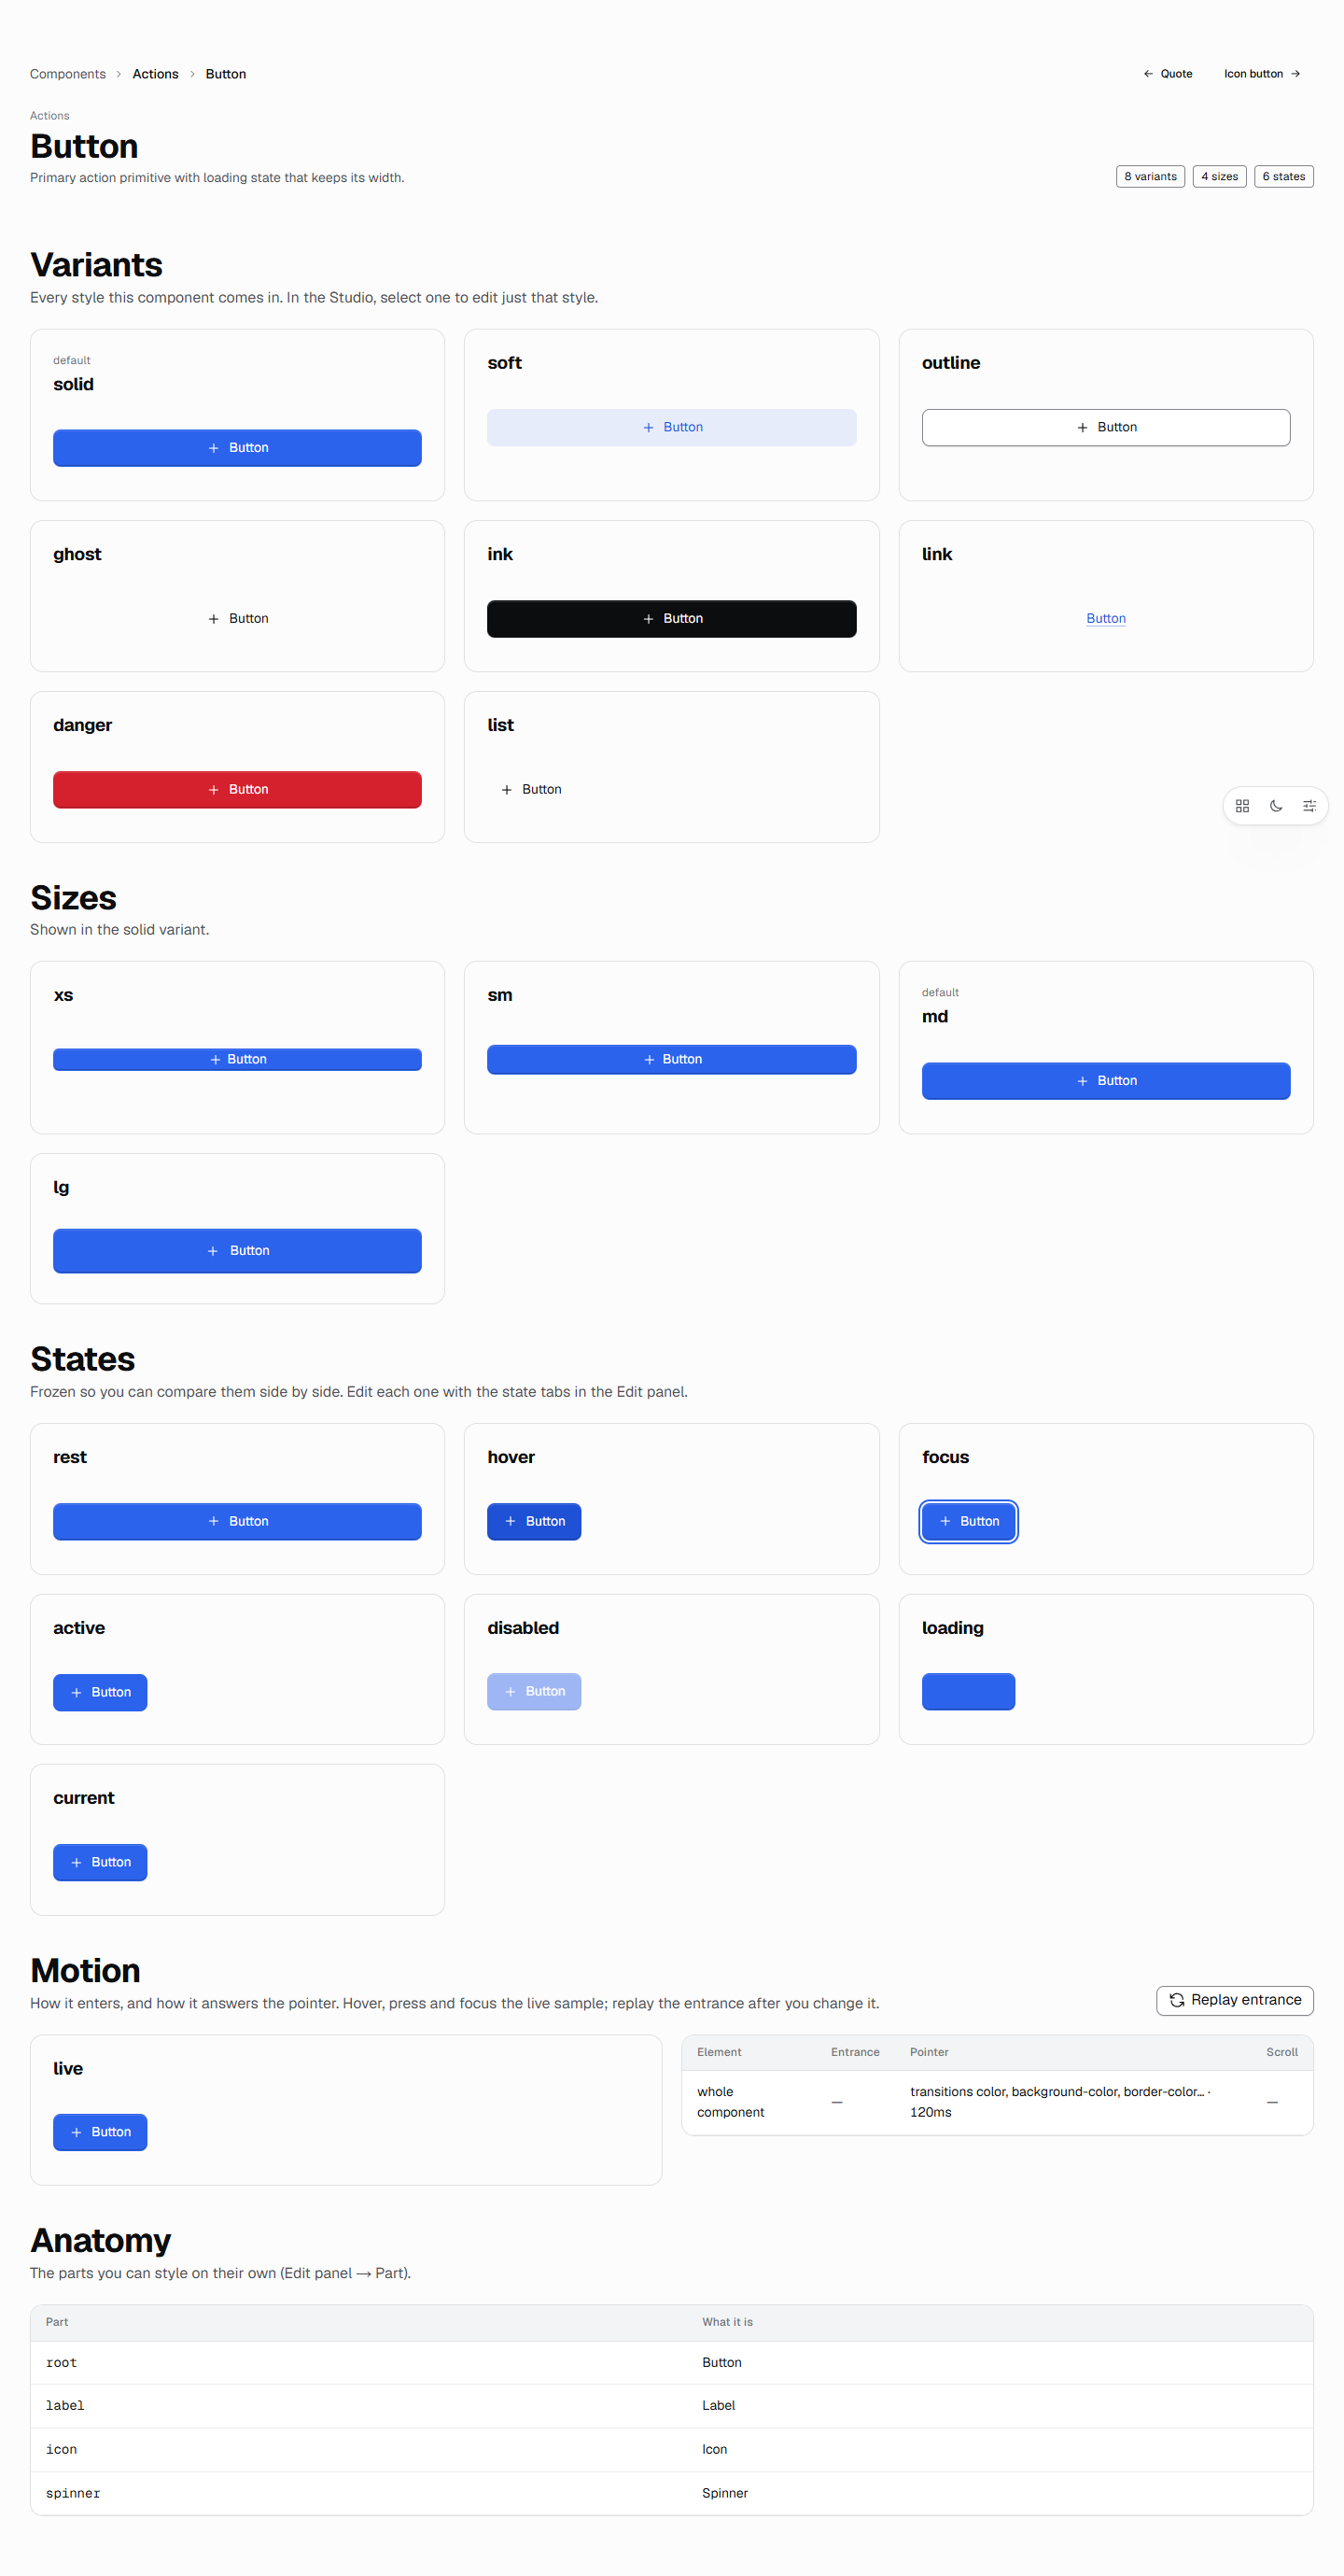 Components › Actions › Button
← Quote
Icon button →
Actions
Button
Primary action primitive with loading state that keeps its width.
8 variants
4 sizes
6 states
Variants
Every style this component comes in. In the Studio, select one to edit just that style.
default
solid
+ Button
soft
+ Button
outline
+ Button
ghost
+ Button
ink
+ Button
link
Button
danger
+ Button
list
+ Button
Sizes
Shown in the solid variant.
xs
+ Button
sm
+ Button
default
md
+ Button
lg
+ Button
States
Frozen so you can compare them side by side. Edit each one with the state tabs in the Edit panel.
rest
+ Button
hover
+ Button
focus
+ Button
active
+ Button
disabled
+ Button
loading
current
+ Button
Motion
How it enters, and how it answers the pointer. Hover, press and focus the live sample; replay the entrance after you change it.
Replay entrance
live
+ Button
Element Entrance Pointer Scroll
whole component — transitions color, background-color, border-color… · 120ms —
Anatomy
The parts you can style on their own (Edit panel → Part).
Part What it is
root Button
label Label
icon Icon
spinner Spinner